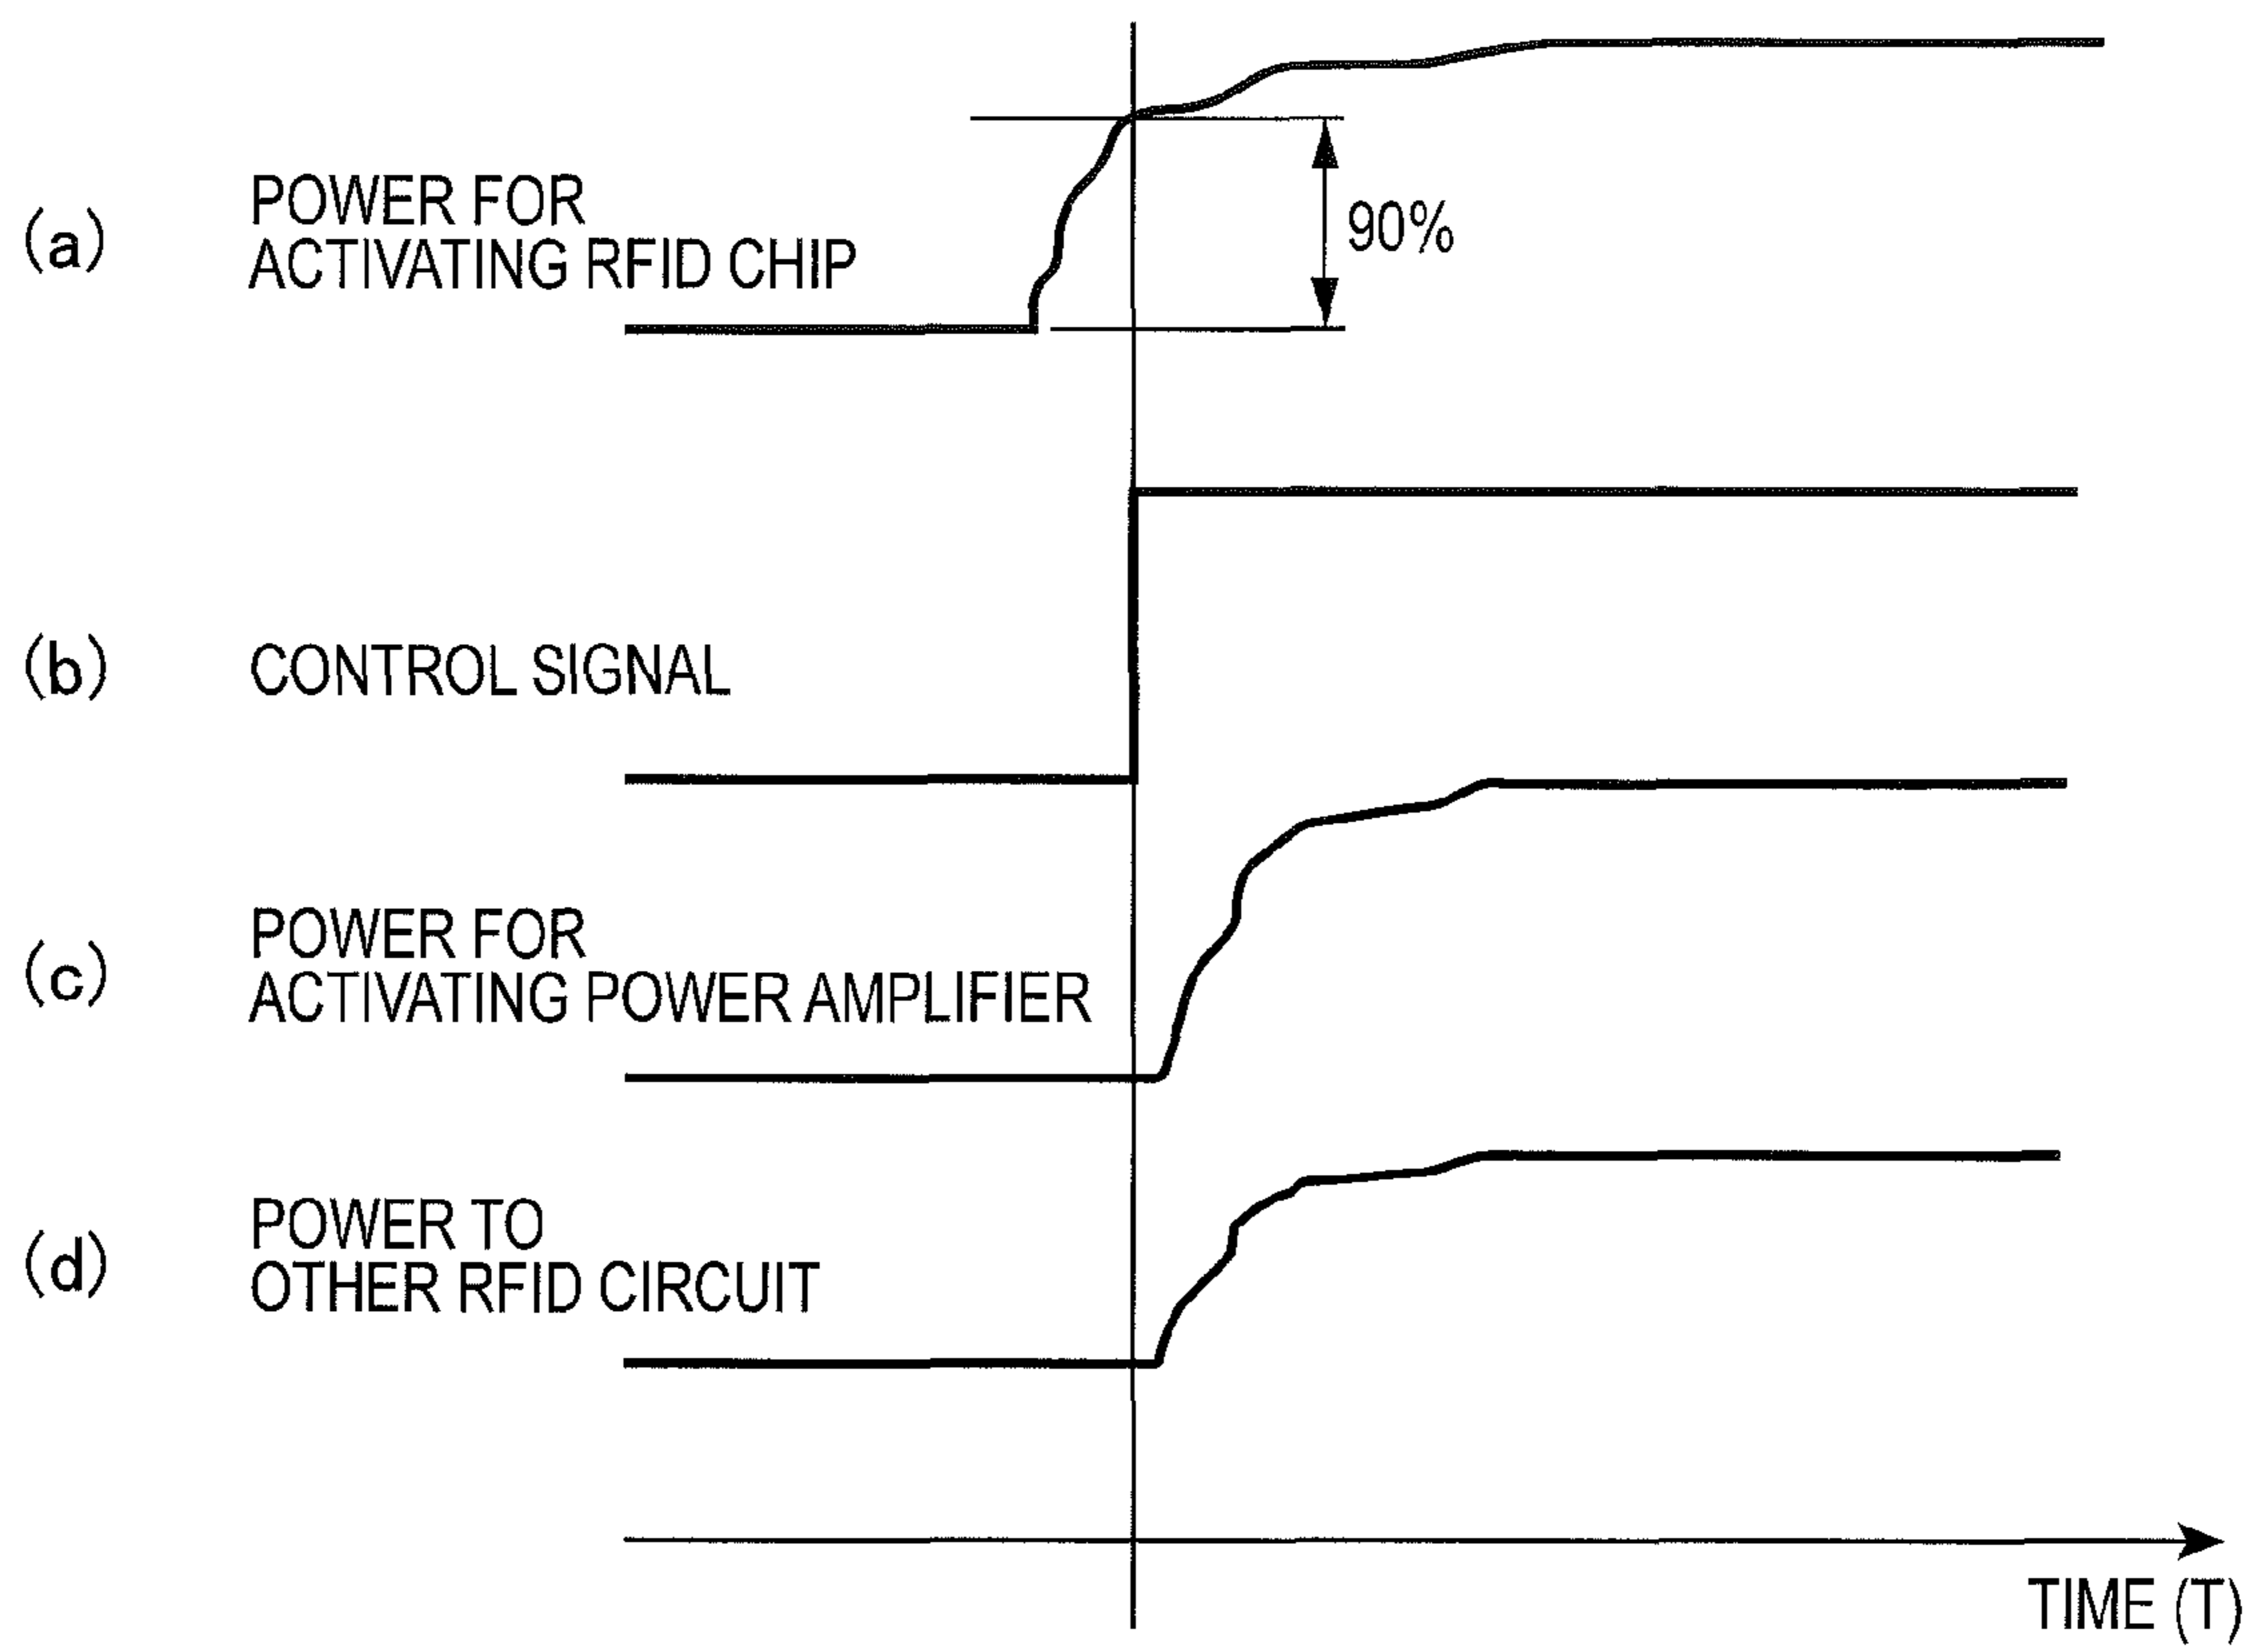 (a)
POWER FOR
ACTIVATING RFID CHIP
90%
(b)
CONTROL SIGNAL
(c)
POWER FOR
ACTIVATING POWER AMPLIFIER
(d)
POWER TO
OTHER RFID CIRCUIT
TIME (T)